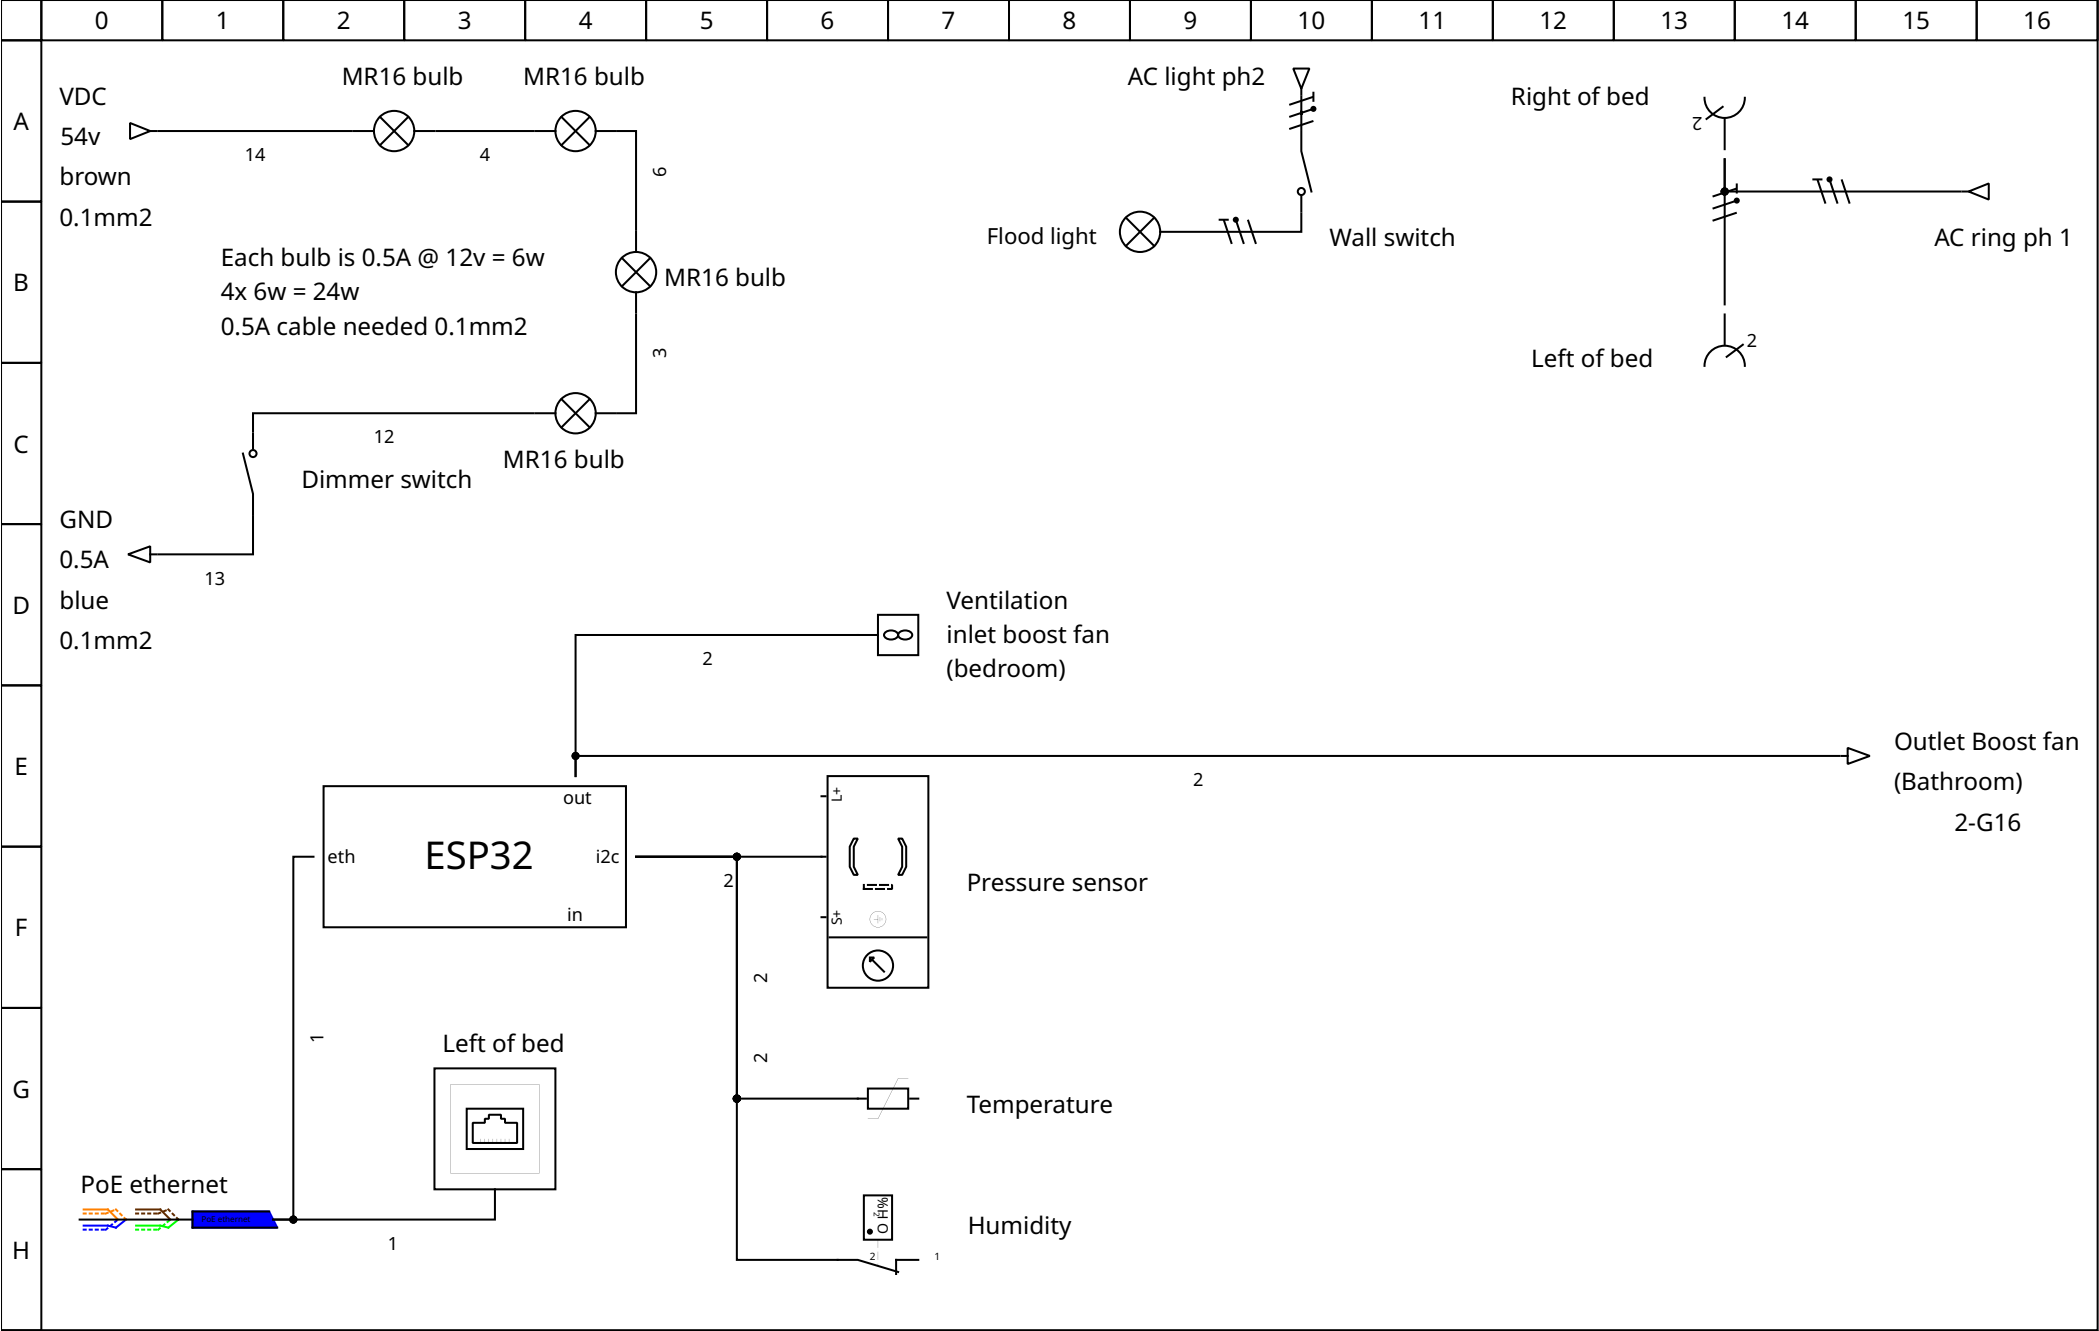 0 1 2 3 4 5 6 7 8 9 10 11 12 13 14 15 16
A
B
C
D
E
F
G
H
VDC
54v
brown
0.1mm2
MR16 bulb
MR16 bulb
14
4
6
MR16 bulb
Each bulb is 0.5A @ 12v = 6w
4x 6w = 24w
0.5A cable needed 0.1mm2
3
12
MR16 bulb
Dimmer switch
GND
0.5A
blue
0.1mm2
13
AC light ph2
Flood light
Wall switch
Right of bed
2
AC ring ph 1
Left of bed
2
Ventilation
inlet boost fan
(bedroom)
2
Outlet Boost fan
(Bathroom)
2-G16
2
out
eth
ESP32
i2c
in
2
L+
S+
Pressure sensor
2
2
1
Left of bed
Temperature
PoE ethernet
PoE ethernet
1
%H
2
O
Humidity
2
1